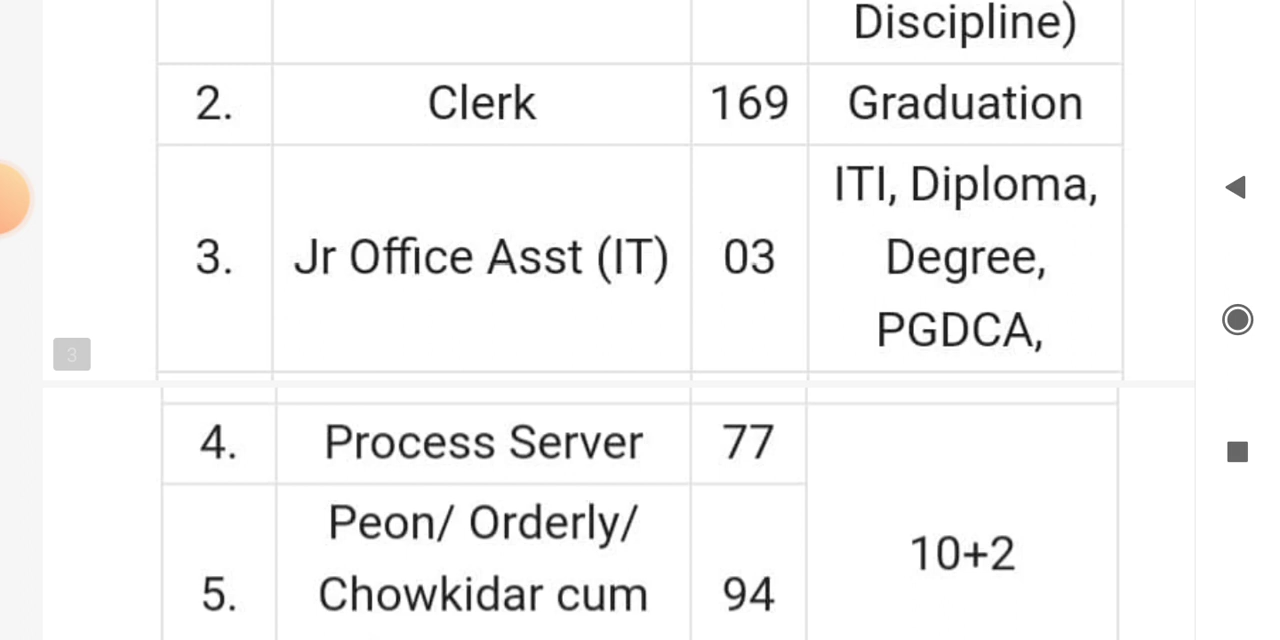 Discipline)
2. Clerk 169 Graduation
ITI, Diploma,
3. Jr Office Asst (IT) 03 Degree,
PGDCA,
3
4. Process Server 77
Peon/ Orderly/
10+2
5. Chowkidar cum 94